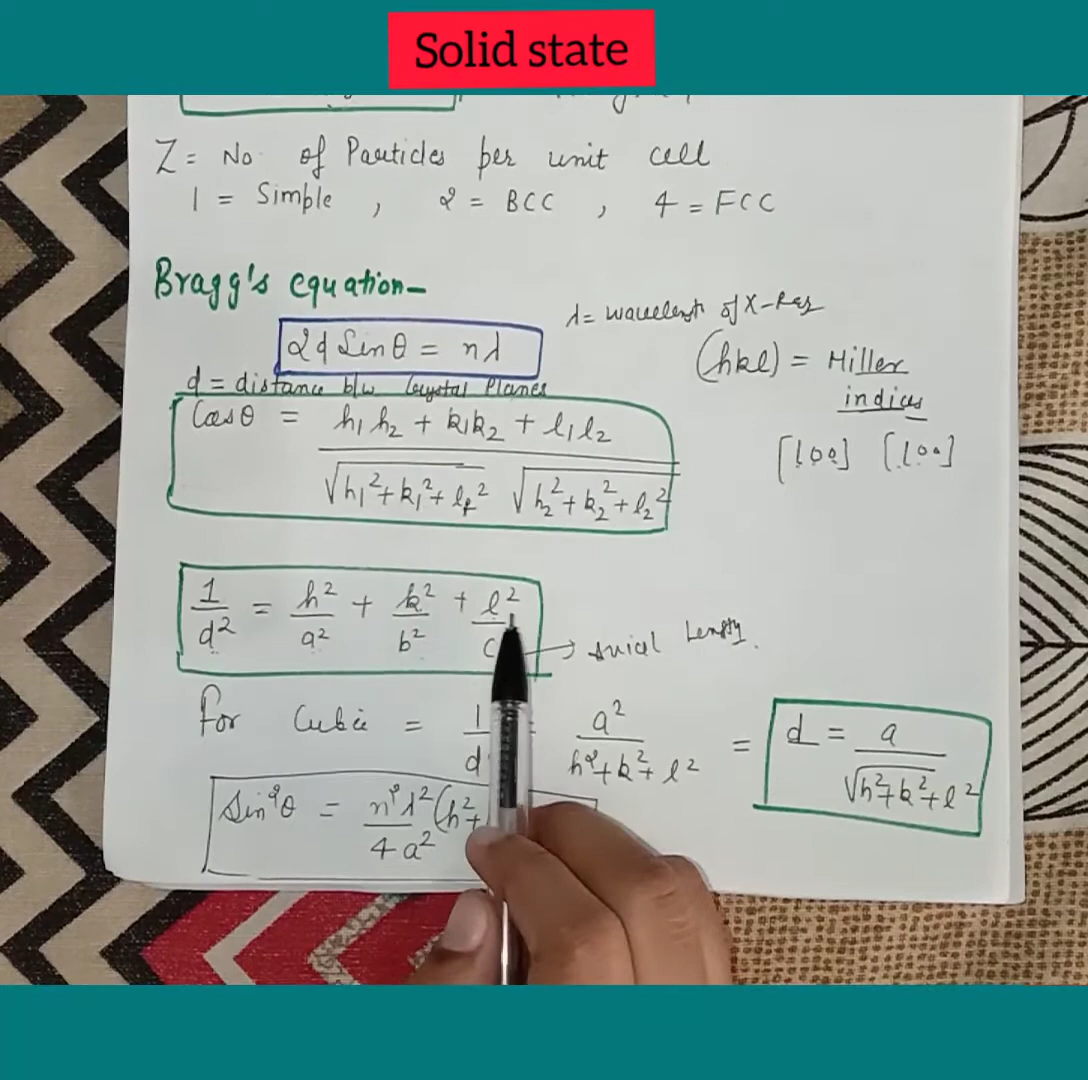 Solid state
Z = No. of Particles per unit cell
1 = Simple , 2 = BCC , 4 = FCC
Bragg's equation-
λ = wavelength of X-Ray
2d Sinθ = nλ
(hkl) = Miller
indices
d = distance b/w Crystal Planes
Cosθ = h₁h₂ + k₁k₂ + l₁l₂
√h₁²+k₁²+l₁² √h₂²+k₂²+l₂²
[100] [100]
1/d² = h²/a² + k²/b² + l²/c
→ axial Length.
for Cubic = 1/d = a²/h²+k²+l² = d = a/√h²+k²+l²
Sin²θ = n²λ²/4a² (h²+